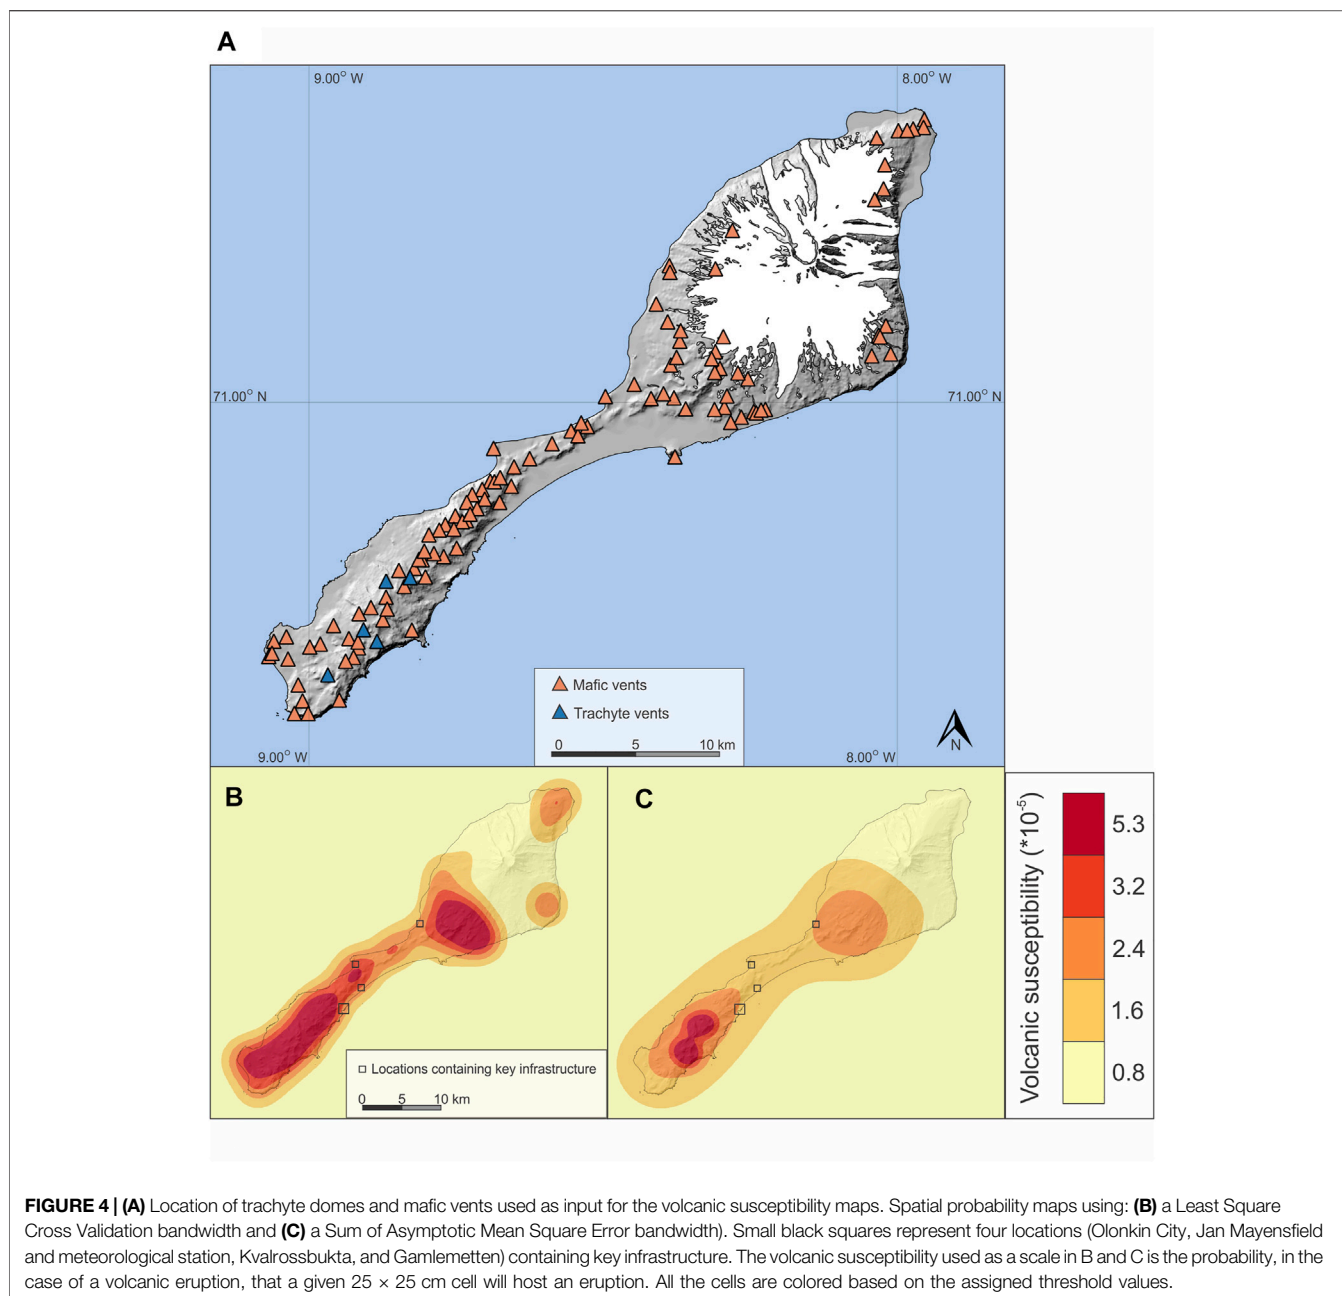 A
9.00° W
8.00° W
71.00° N
71.00° N
Mafic vents
Trachyte vents
0 5 10 km
N
9.00° W
8.00° W
B
C
Locations containing key infrastructure
0 5 10 km
Volcanic susceptibility (*10⁻⁵)
5.3
3.2
2.4
1.6
0.8
FIGURE 4 | (A) Location of trachyte domes and mafic vents used as input for the volcanic susceptibility maps. Spatial probability maps using: (B) a Least Square
Cross Validation bandwidth and (C) a Sum of Asymptotic Mean Square Error bandwidth). Small black squares represent four locations (Olonkin City, Jan Mayensfield
and meteorological station, Kvalrossbukta, and Gamlemetten) containing key infrastructure. The volcanic susceptibility used as a scale in B and C is the probability, in the
case of a volcanic eruption, that a given 25 × 25 cm cell will host an eruption. All the cells are colored based on the assigned threshold values.